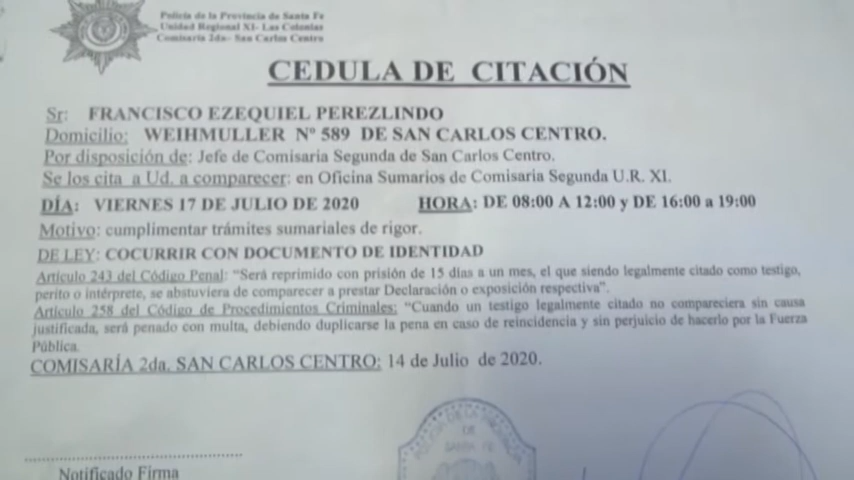 Policía de la Provincia de Santa Fe
Unidad Regional XI- Las Colonias
Comisaría 2da- San Carlos Centro
CEDULA DE CITACIÓN
Sr: FRANCISCO EZEQUIEL PEREZLINDO
Domicilio: WEIHMULLER Nº 589 DE SAN CARLOS CENTRO.
Por disposición de: Jefe de Comisaria Segunda de San Carlos Centro.
Se los cita a Ud. a comparecer: en Oficina Sumarios de Comisaria Segunda U.R. XI.
DÍA: VIERNES 17 DE JULIO DE 2020 HORA: DE 08:00 A 12:00 y DE 16:00 a 19:00
Motivo: cumplimentar trámites sumariales de rigor.
DE LEY: COCURRIR CON DOCUMENTO DE IDENTIDAD
Artículo 243 del Código Penal: “Será reprimido con prisión de 15 días a un mes, el que siendo legalmente citado como testigo,
perito o intérprete, se abstuviera de comparecer a prestar Declaración o exposición respectiva”.
Artículo 258 del Código de Procedimientos Criminales: “Cuando un testigo legalmente citado no compareciera sin causa
justificada, será penado con multa, debiendo duplicarse la pena en caso de reincidencia y sin perjuicio de hacerlo por la Fuerza
Pública.
COMISARÍA 2da. SAN CARLOS CENTRO: 14 de Julio de 2020.
Notificado Firma
DE
SANTA FE